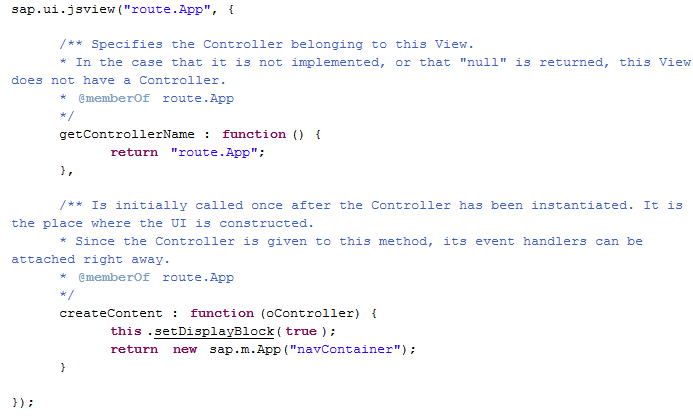 sap.ui.jsview("route.App", {
/** Specifies the Controller belonging to this View.
* In the case that it is not implemented, or that "null" is returned, this View
does not have a Controller.
* @memberOf route.App
*/
getControllerName : function () {
return "route.App";
},
/** Is initially called once after the Controller has been instantiated. It is
the place where the UI is constructed.
* Since the Controller is given to this method, its event handlers can be
attached right away.
* @memberOf route.App
*/
createContent : function (oController) {
this .setDisplayBlock( true );
return new sap.m.App("navContainer");
}
});